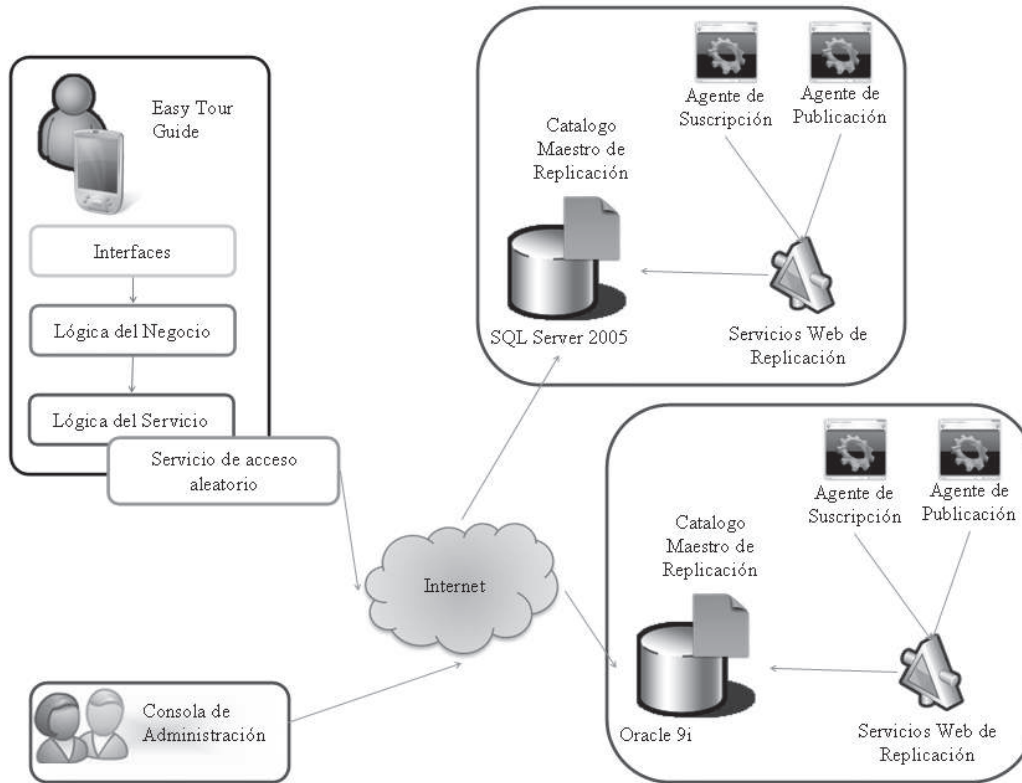 Easy Tour
Guide
Interfaces
Lógica del Negocio
Lógica del Servicio
Servicio de acceso
aleatorio
Internet
Consola de
Administración
Agente de
Suscripción
Agente de
Publicación
Catalogo
Maestro de
Replicación
SQL Server 2005
Servicios Web de
Replicación
Agente de
Suscripción
Agente de
Publicación
Catalogo
Maestro de
Replicación
Oracle 9i
Servicios Web de
Replicación